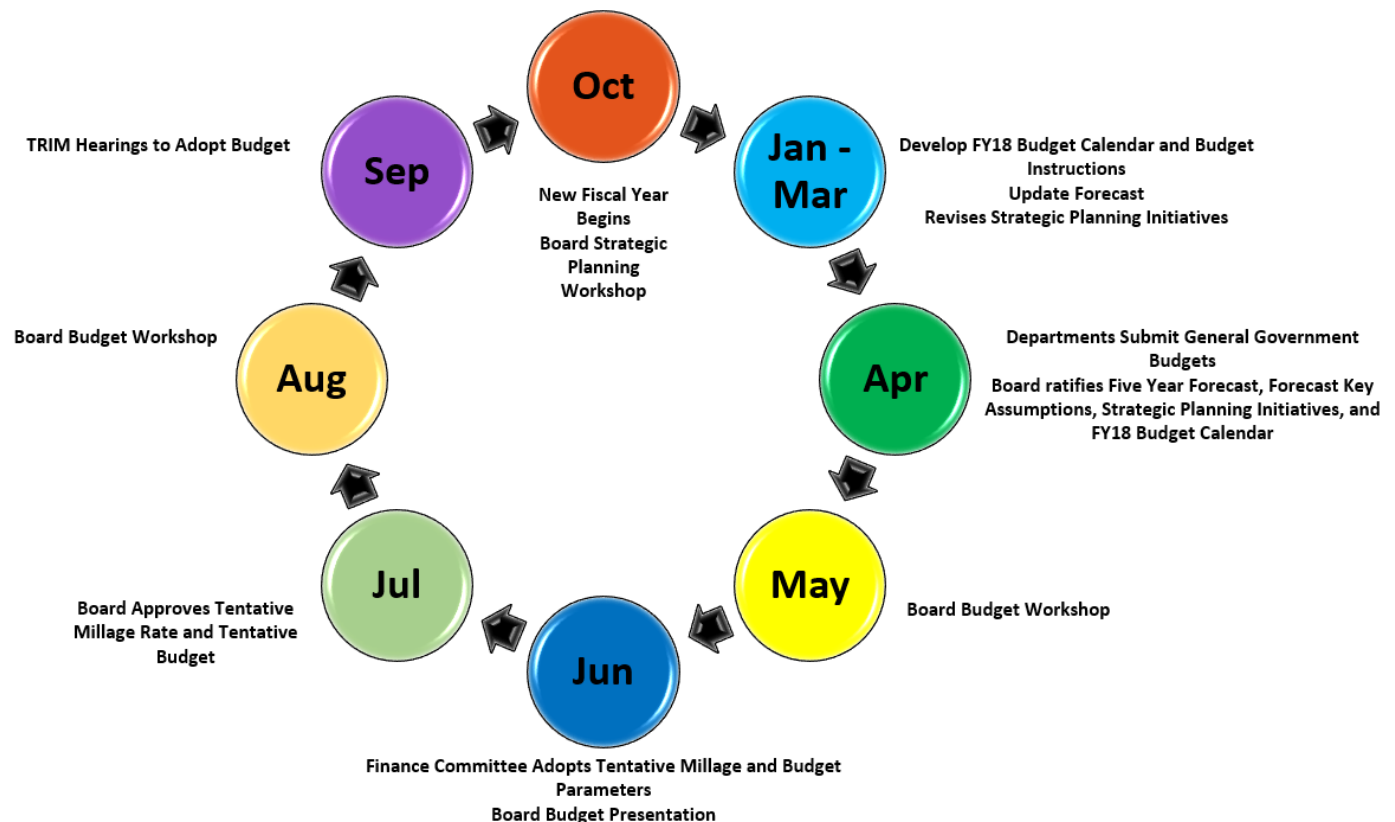 Oct
New Fiscal Year
Begins
Board Strategic
Planning
Workshop
Jan -
Mar
Develop FY18 Budget Calendar and Budget
Instructions
Update Forecast
Revises Strategic Planning Initiatives
Apr
Departments Submit General Government
Budgets
Board ratifies Five Year Forecast, Forecast Key
Assumptions, Strategic Planning Initiatives, and
FY18 Budget Calendar
May
Board Budget Workshop
Jun
Finance Committee Adopts Tentative Millage and Budget
Parameters
Board Budget Presentation
Jul
Board Approves Tentative
Millage Rate and Tentative
Budget
Aug
Board Budget Workshop
Sep
TRIM Hearings to Adopt Budget